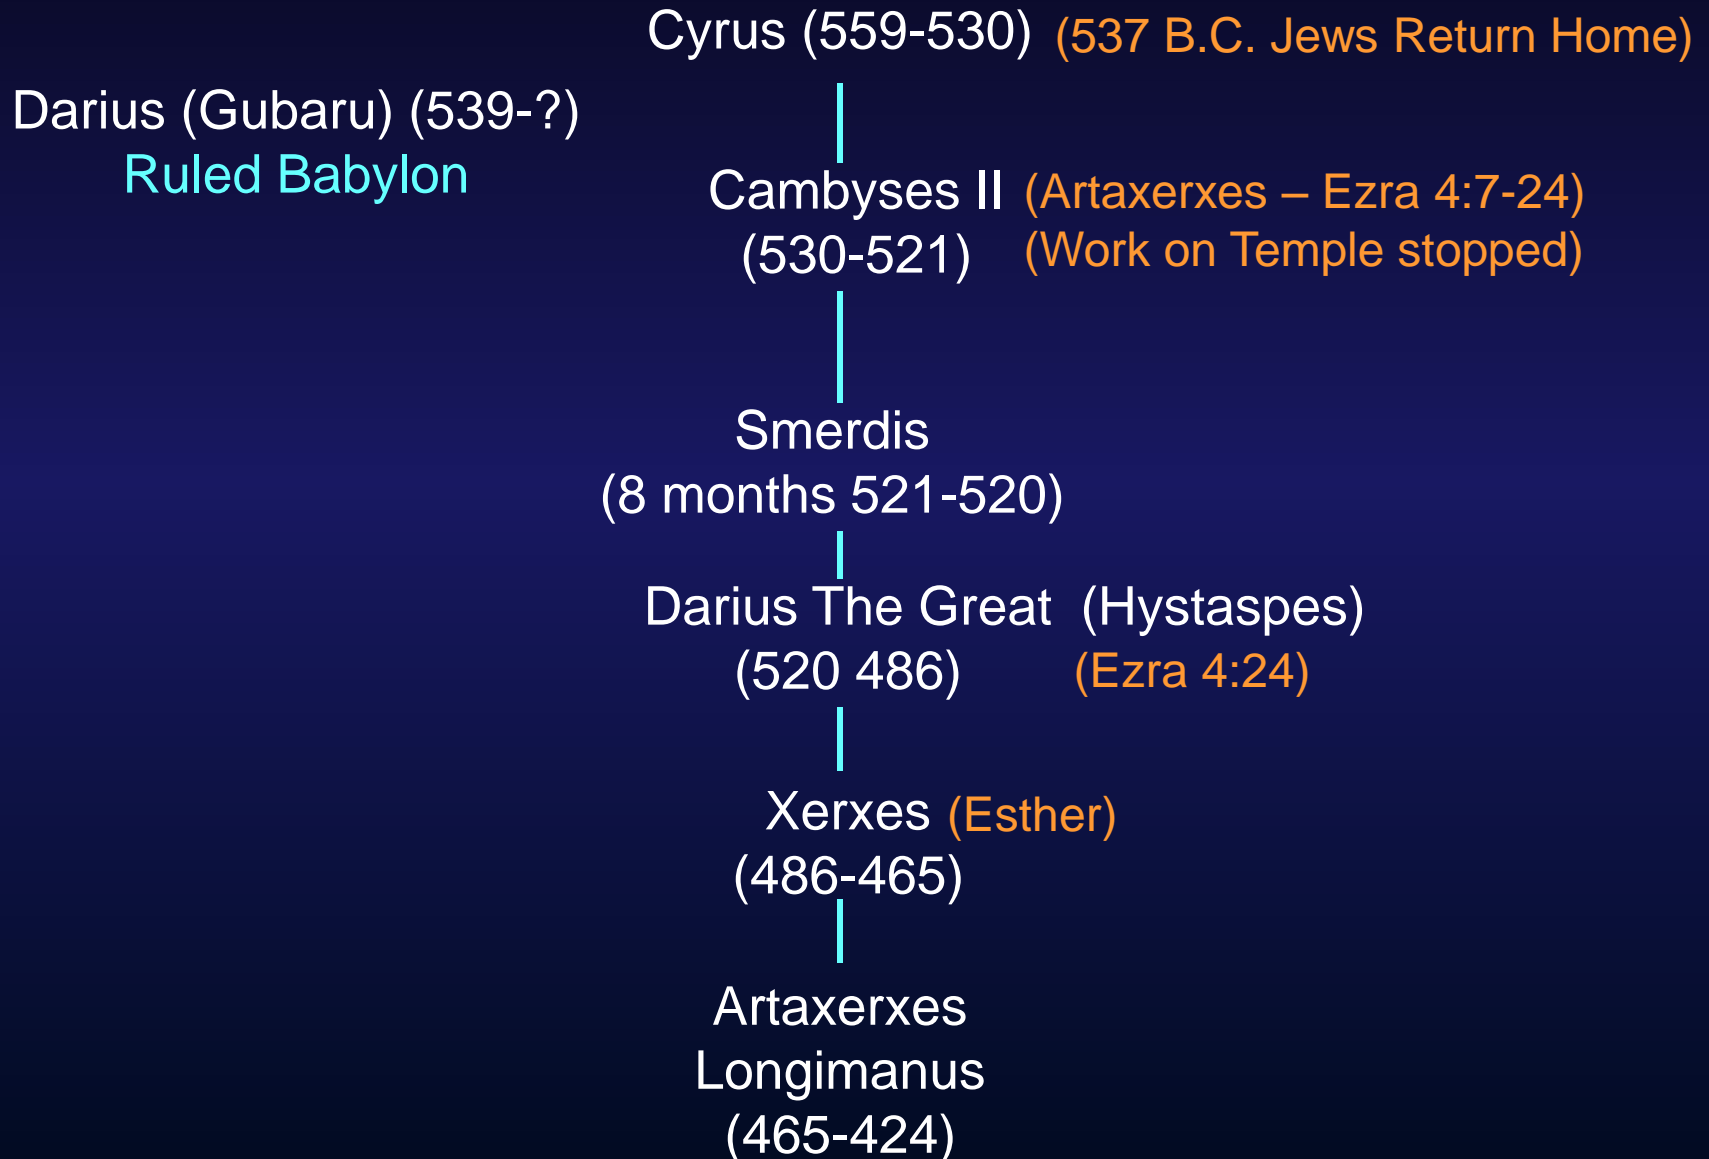 Cyrus (559-530) (537 B.C. Jews Return Home)
Darius (Gubaru) (539-?)
Ruled Babylon
Cambyses II (Artaxerxes – Ezra 4:7-24)
(530-521) (Work on Temple stopped)
Smerdis
(8 months 521-520)
Darius The Great (Hystaspes)
(520 486) (Ezra 4:24)
Xerxes (Esther)
(486-465)
Artaxerxes
Longimanus
(465-424)